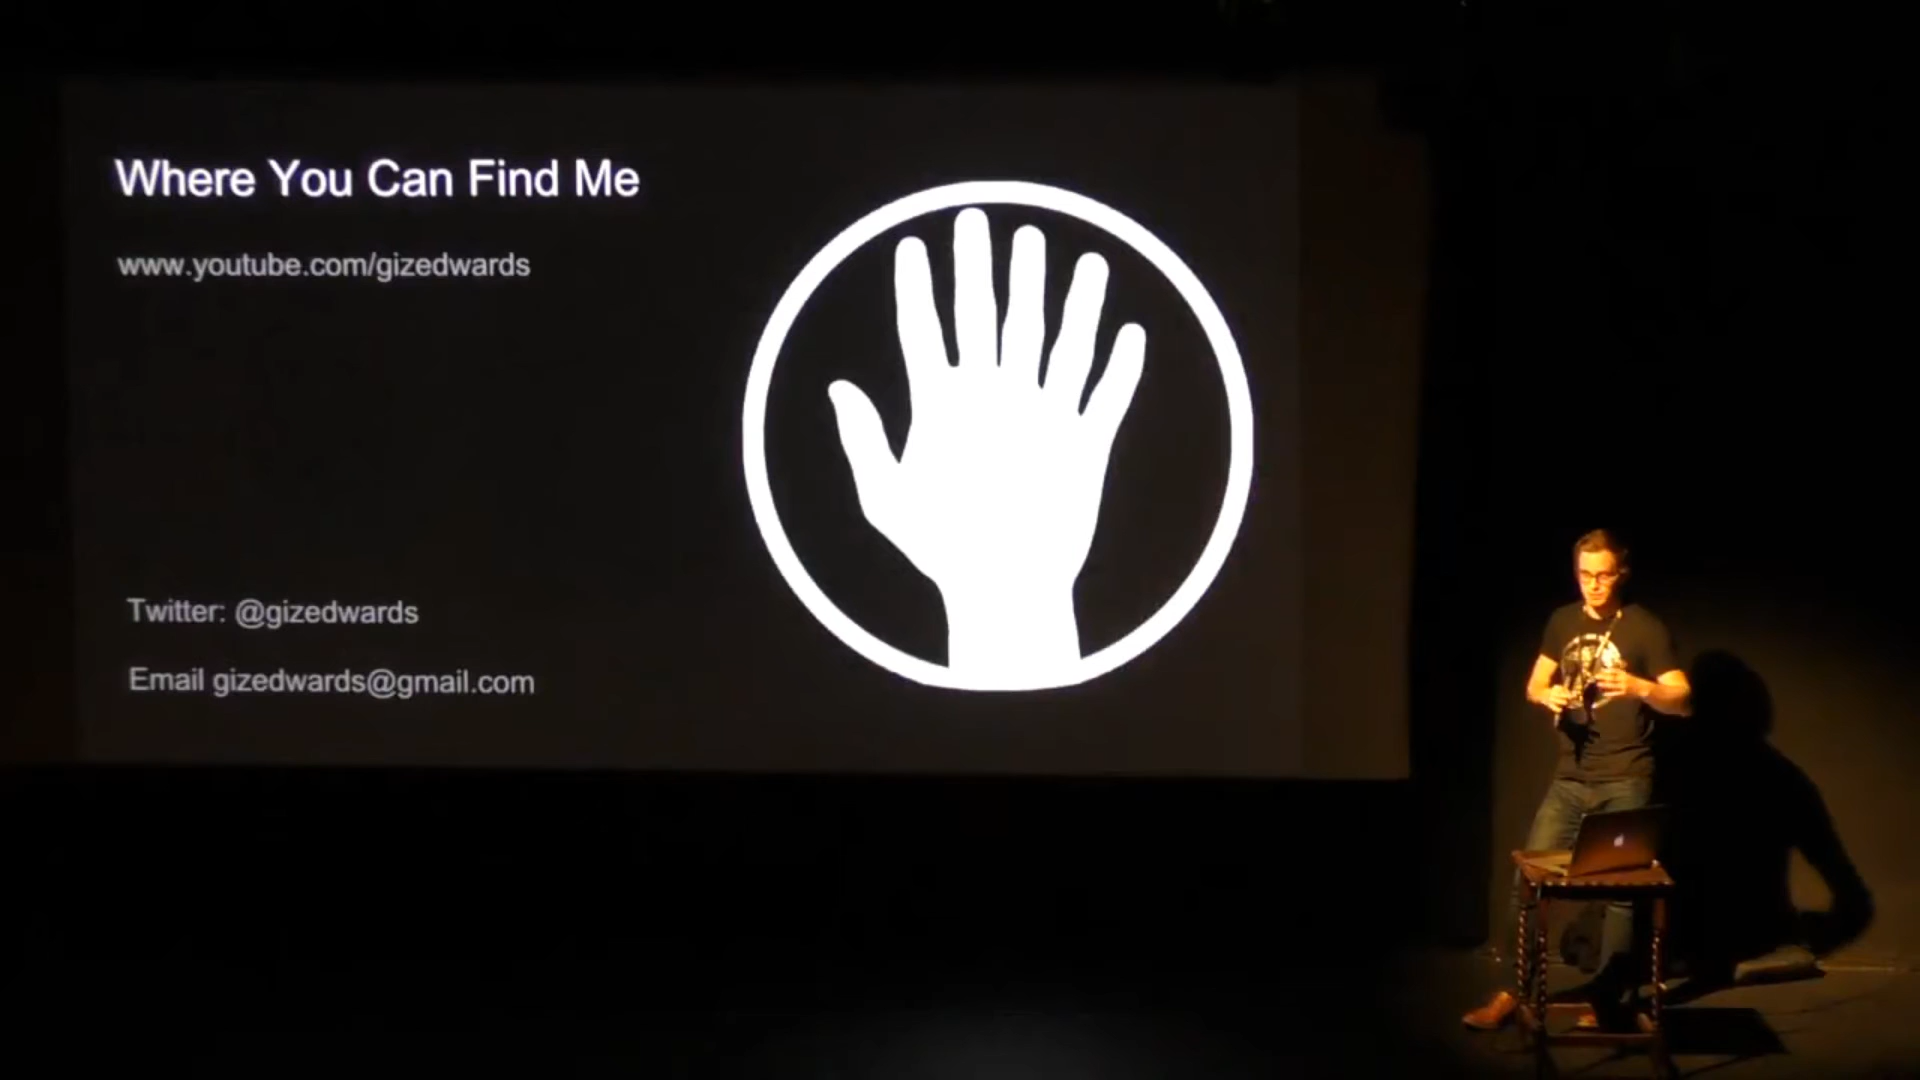 Where You Can Find Me
www.youtube.com/gizedwards
Twitter: @gizedwards
Email gizedwards@gmail.com